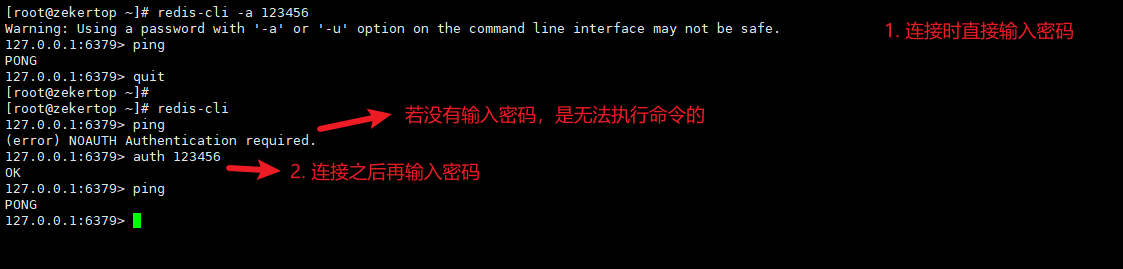 [root@zekertop ~]# redis-cli -a 123456
Warning: Using a password with '-a' or '-u' option on the command line interface may not be safe.
1. 连接时直接输入密码
127.0.0.1:6379> ping
PONG
127.0.0.1:6379> quit
[root@zekertop ~]#
[root@zekertop ~]# redis-cli
若没有输入密码，是无法执行命令的
127.0.0.1:6379> ping
(error) NOAUTH Authentication required.
127.0.0.1:6379> auth 123456
OK
2. 连接之后再输入密码
127.0.0.1:6379> ping
PONG
127.0.0.1:6379>